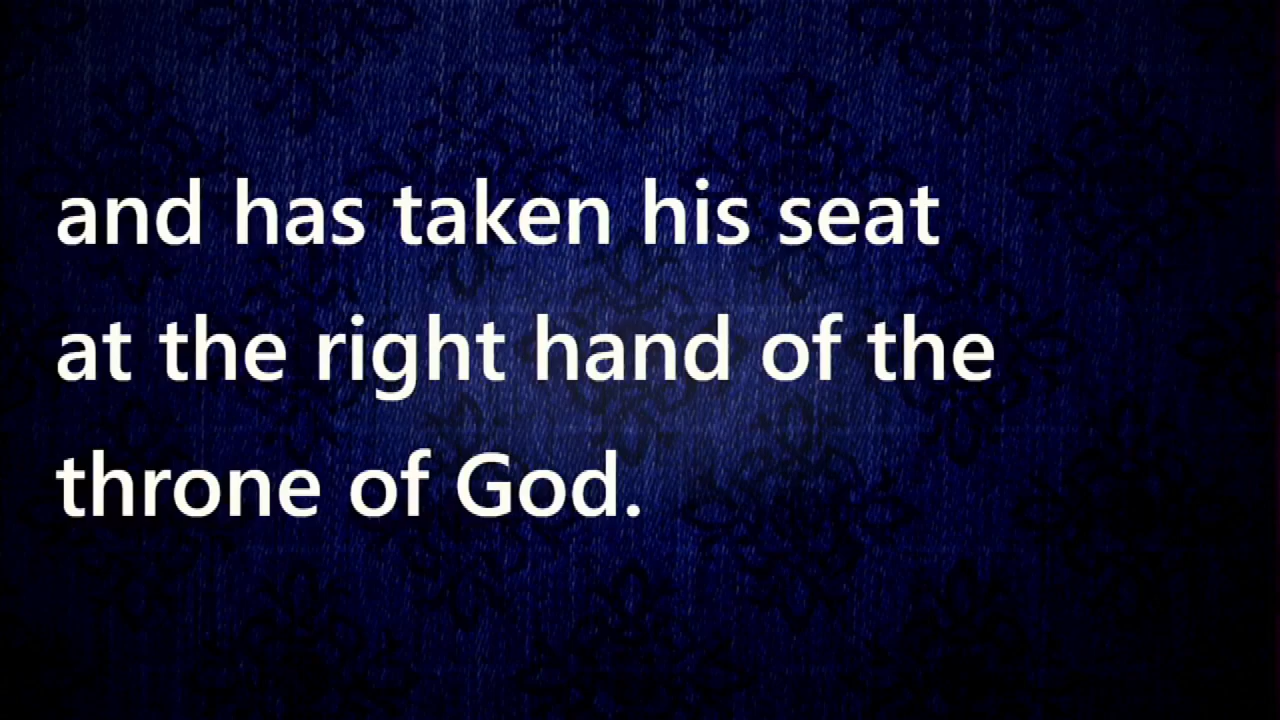 and has taken his seat
at the right hand of the
throne of God.